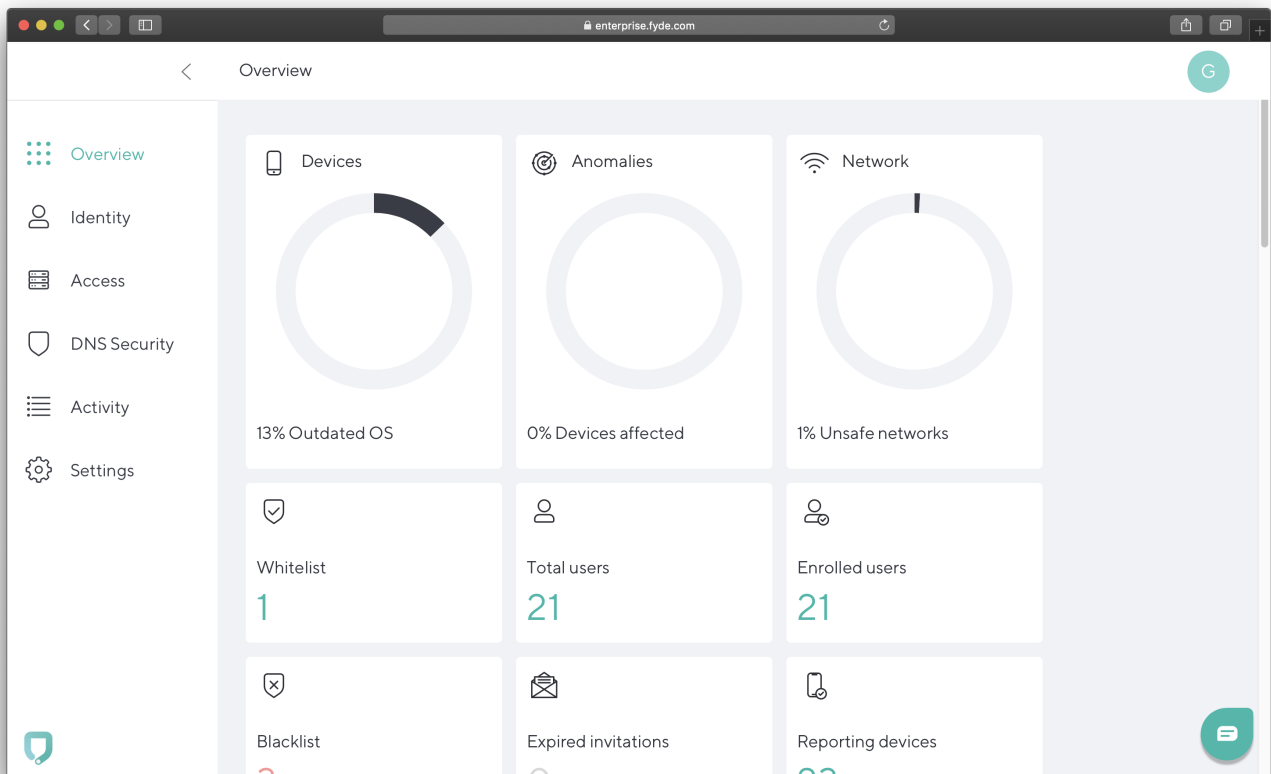 enterprise.fyde.com
Overview
G
Overview
Identity
Access
DNS Security
Activity
Settings
Devices
13% Outdated OS
Anomalies
0% Devices affected
Network
1% Unsafe networks
Whitelist
1
Total users
21
Enrolled users
21
Blacklist
Expired invitations
Reporting devices